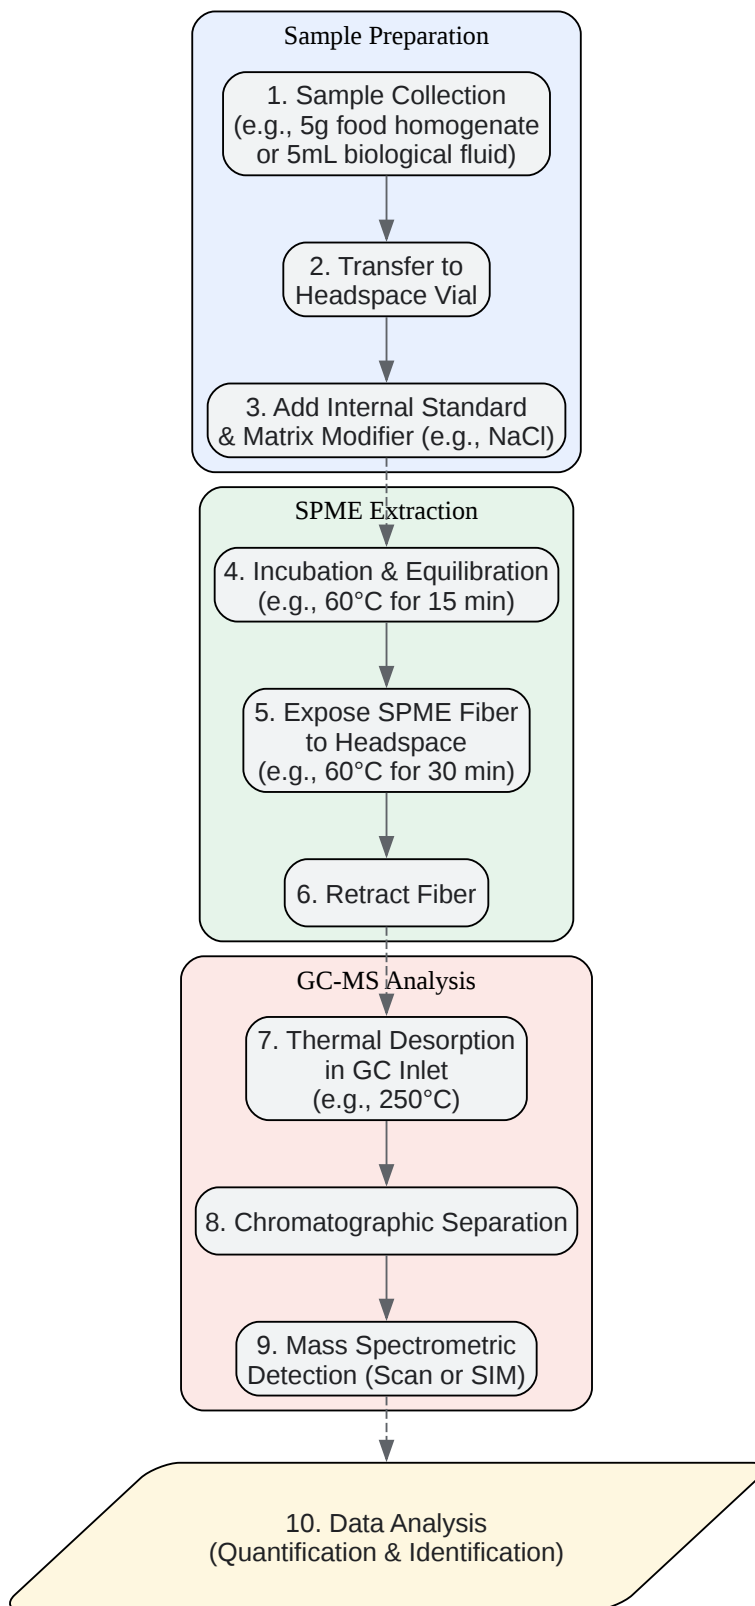 Sample Preparation
1. Sample Collection
(e.g., 5g food homogenate
or 5mL biological fluid)
2. Transfer to
Headspace Vial
3. Add Internal Standard
& Matrix Modifier (e.g., NaCl)
SPME Extraction
4. Incubation & Equilibration
(e.g., 60°C for 15 min)
5. Expose SPME Fiber
to Headspace
(e.g., 60°C for 30 min)
6. Retract Fiber
GC-MS Analysis
7. Thermal Desorption
in GC Inlet
(e.g., 250°C)
8. Chromatographic Separation
9. Mass Spectrometric
Detection (Scan or SIM)
10. Data Analysis
(Quantification & Identification)